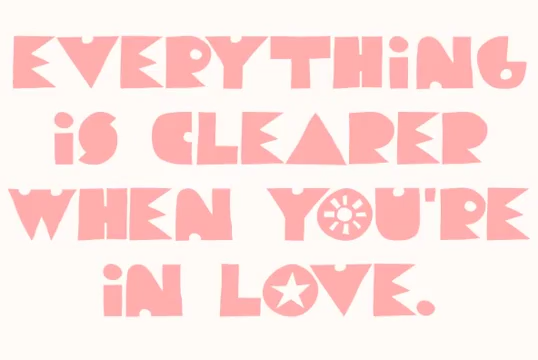 EVERYTHiNG
iS CLEARER
WHEN YOU'RE
iN LOVE.